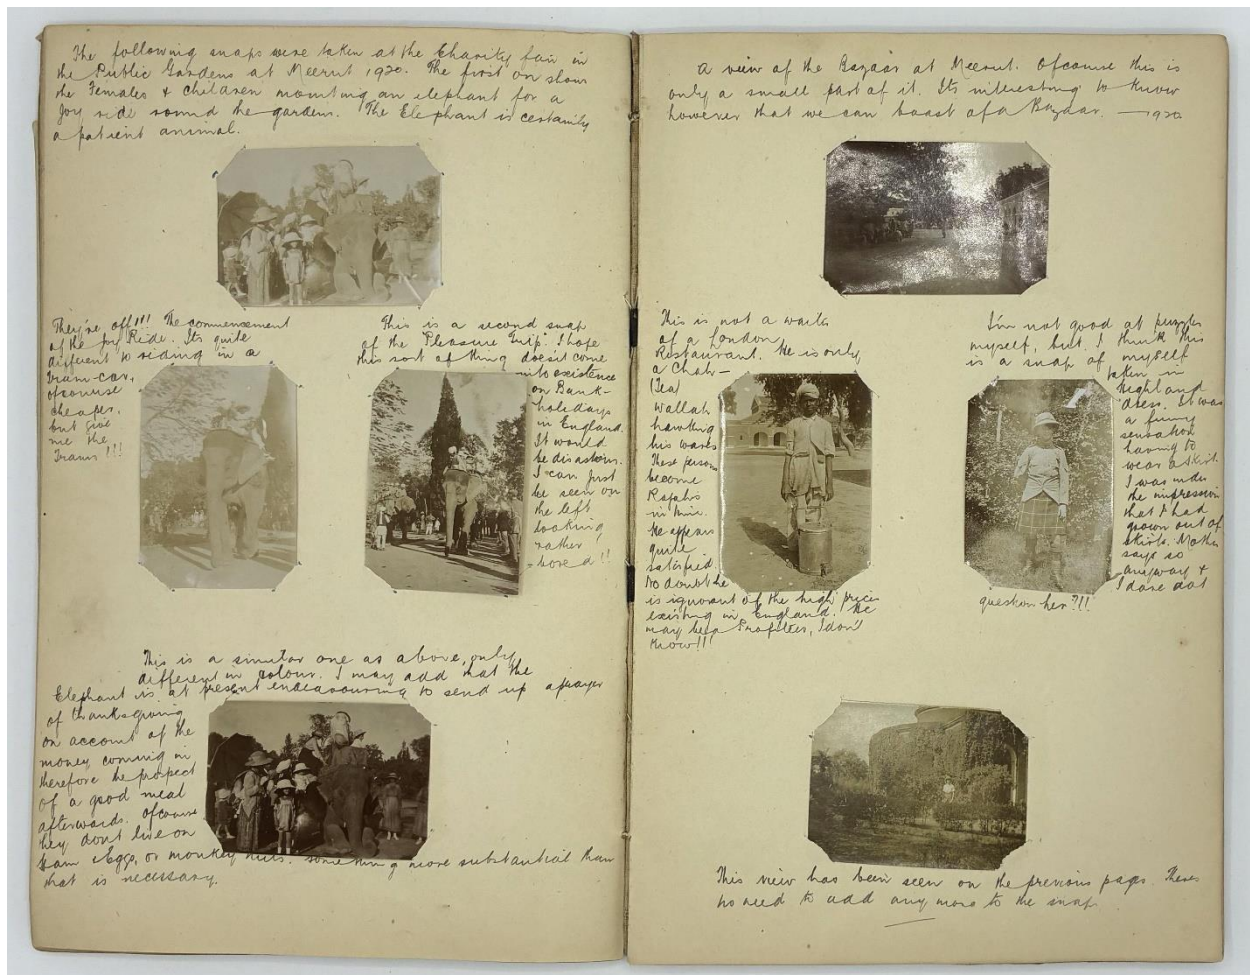 The following snaps were taken at the Charity fair in
the Public Gardens at Meerut 1920. The first on shows
the Females & children mounting an elephant for a
Joy ride round the gardens. The Elephant is certainly
a patient animal.
They're off!!! The commencement
of the Joy Ride. Its quite
different to riding in a
Tram-car,
ofcourse
cheaper,
but give
me the
Trams!!!
This is a second snap
of the Pleasure Trip. I hope
this sort of thing doesn't come
into existence
on Bank-
holidays
in England.
It would
be disastrous.
I can just
be seen on
the left
looking
rather
bored!!
This is a similar one as above, only
different in colour. I may add that the
Elephant is at present endeavouring to send up a prayer
of thanksgiving
on account of the
money coming in
therefore the prospect
of a good meal
afterwards. Ofcourse
they dont live on
Ham & Eggs, or monkey nuts. something more substantial than
that is necessary.
A view of the Bazaar at Meerut. Ofcourse this is
only a small part of it. Its interesting to know
however that we can boast of a Bazaar. — 1920
This is not a waiter
of a London
Restaurant. He is only
a Chah-
(Tea)
Wallah
hawking
his wares
These persons
become
Rajahs
in time.
He appears
quite
satisfied
No doubt he
is ignorant of the high prices
existing in England. He
may be a Profiteer, I don't
know!!!
I'm not good at puzzles
myself, but I think this
is a snap of myself
taken in
Highland
dress. It was
a funny
sensation
having to
wear a skirt.
I was under
the impression
that I had
grown out of
skirts. Mother
says so
anyway &
I dare not
question her?!!
This view has been seen on the previous page. Theres
no need to add any more to the snap.